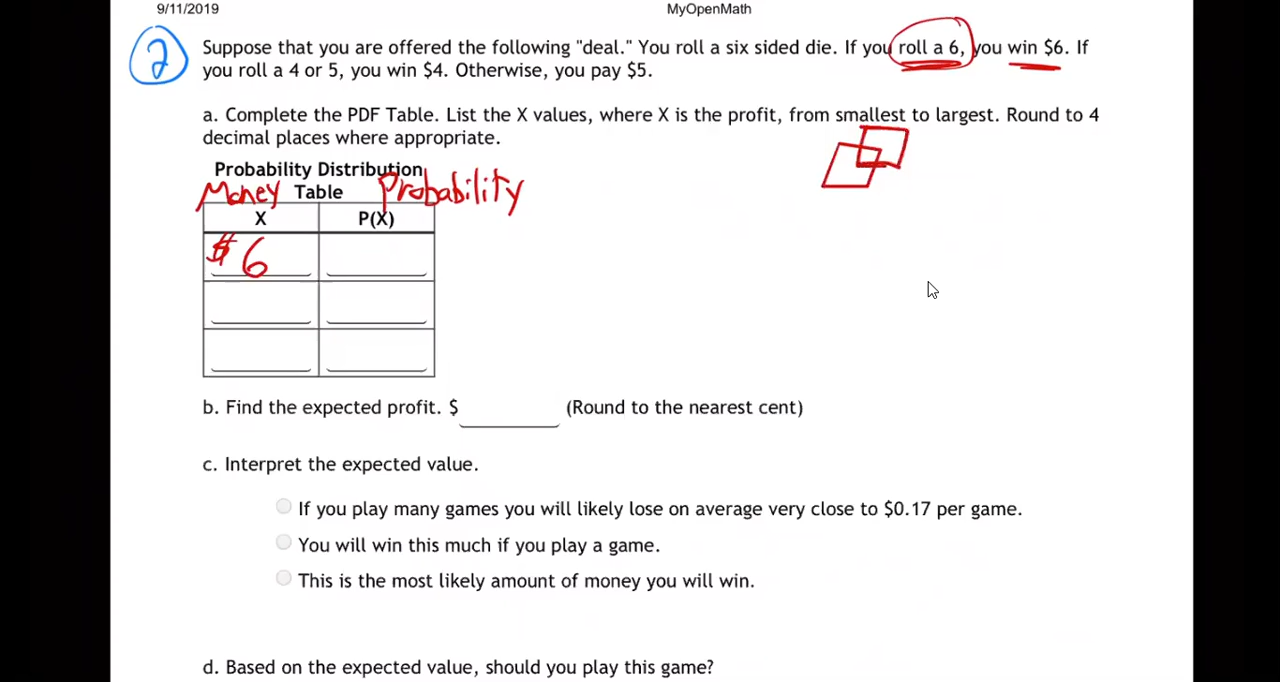 9/11/2019 MyOpenMath
2 Suppose that you are offered the following "deal." You roll a six sided die. If you roll a 6, you win $6. If
you roll a 4 or 5, you win $4. Otherwise, you pay $5.
a. Complete the PDF Table. List the X values, where X is the profit, from smallest to largest. Round to 4
decimal places where appropriate.
Probability Distribution
Money Table Probability
X P(X)
$6
b. Find the expected profit. $ (Round to the nearest cent)
c. Interpret the expected value.
If you play many games you will likely lose on average very close to $0.17 per game.
You will win this much if you play a game.
This is the most likely amount of money you will win.
d. Based on the expected value, should you play this game?